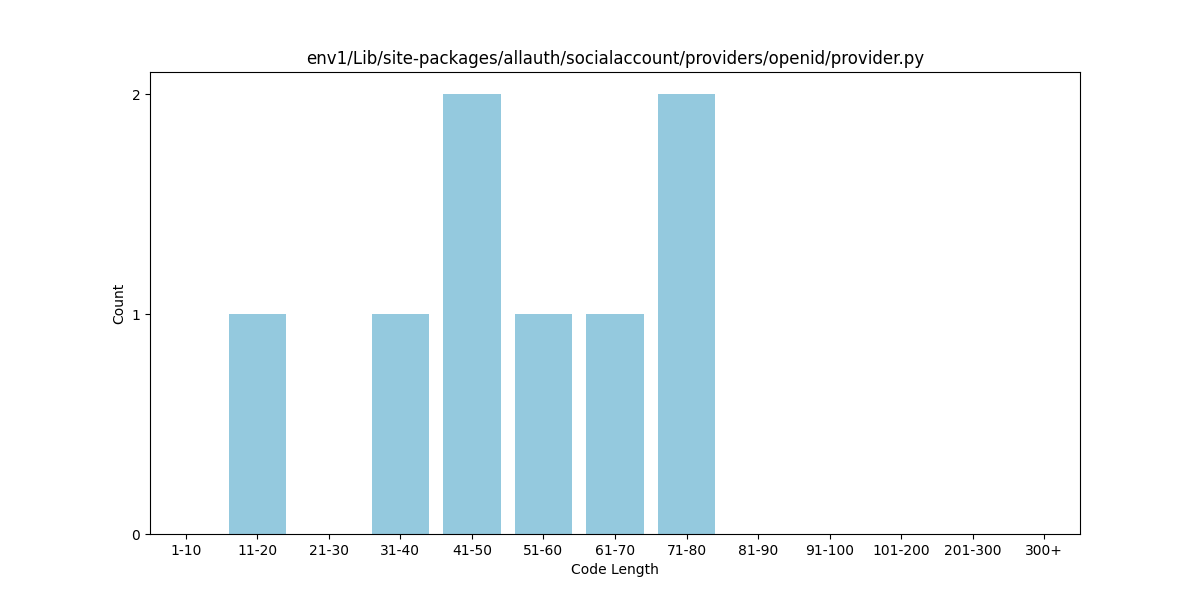 env1/Lib/site-packages/allauth/socialaccount/providers/openid/provider.py
2
1
0
Count
1-10 11-20 21-30 31-40 41-50 51-60 61-70 71-80 81-90 91-100 101-200 201-300 300+
Code Length